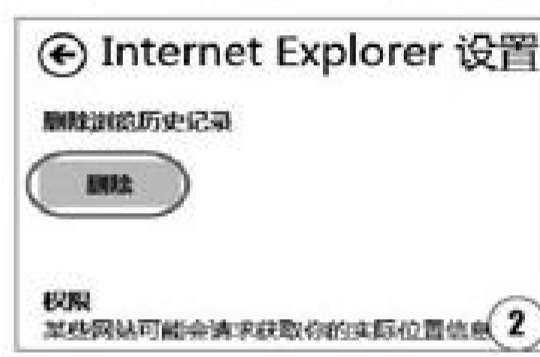 Internet Explorer 设置
删除浏览历史记录
删除
权限
某些网站可能会请求获取你的实际位置信息
2